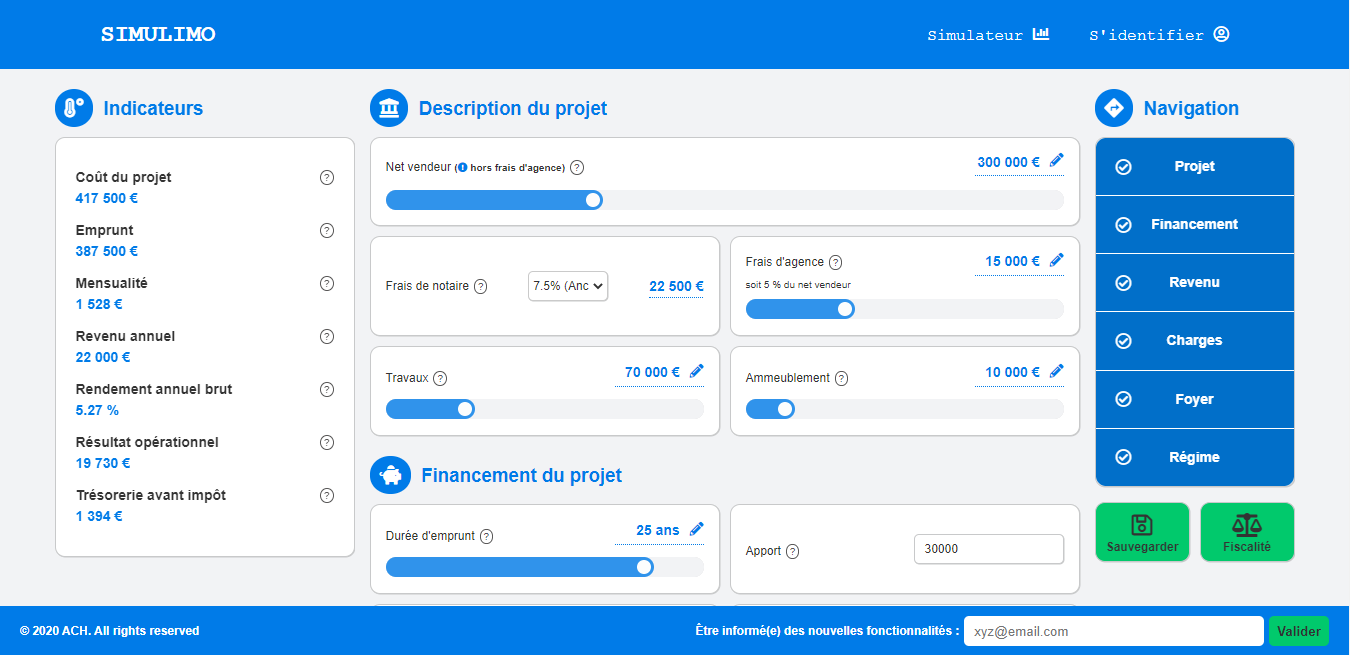 SIMULIMO
Simulateur
S'identifier
Indicateurs
Coût du projet
417 500 €
Emprunt
387 500 €
Mensualité
1 528 €
Revenu annuel
22 000 €
Rendement annuel brut
5.27 %
Résultat opérationnel
19 730 €
Trésorerie avant impôt
1 394 €
Description du projet
Net vendeur ( hors frais d'agence)
300 000 €
Frais de notaire
7.5% (Anc
22 500 €
Frais d'agence
15 000 €
soit 5 % du net vendeur
Travaux
70 000 €
Ammeublement
10 000 €
Financement du projet
Durée d'emprunt
25 ans
Apport
30000
Navigation
Projet
Financement
Revenu
Charges
Foyer
Régime
Sauvegarder
Fiscalité
© 2020 ACH. All rights reserved
Être informé(e) des nouvelles fonctionnalités :
xyz@email.com
Valider